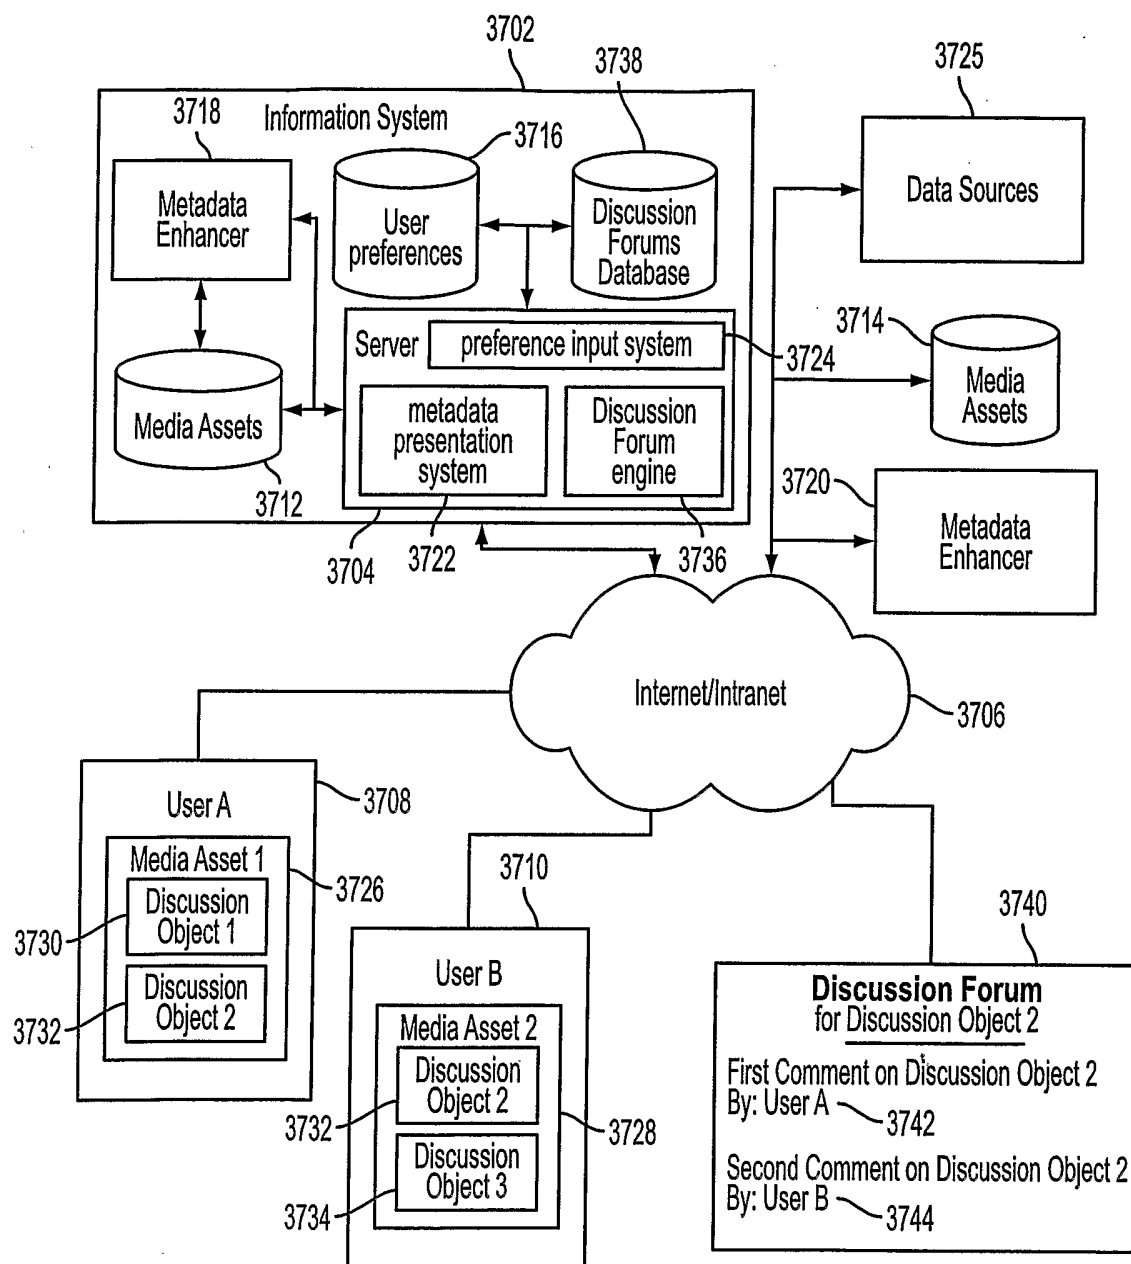 3702
3738
3725
3718
Information System
3716
Metadata
Enhancer
User
preferences
Discussion
Forums
Database
Data Sources
Server
preference input system
3724
3714
Media Assets
metadata
presentation
system
Discussion
Forum
engine
Media
Assets
3712
3704
3722
3736
3720
Metadata
Enhancer
Internet/Intranet
3706
User A
3708
Media Asset 1
3726
Discussion
Object 1
3730
Discussion
Object 2
3732
3710
User B
Media Asset 2
Discussion
Object 2
3732
3728
Discussion
Object 3
3734
3740
Discussion Forum
for Discussion Object 2
First Comment on Discussion Object 2
By: User A
3742
Second Comment on Discussion Object 2
By: User B
3744